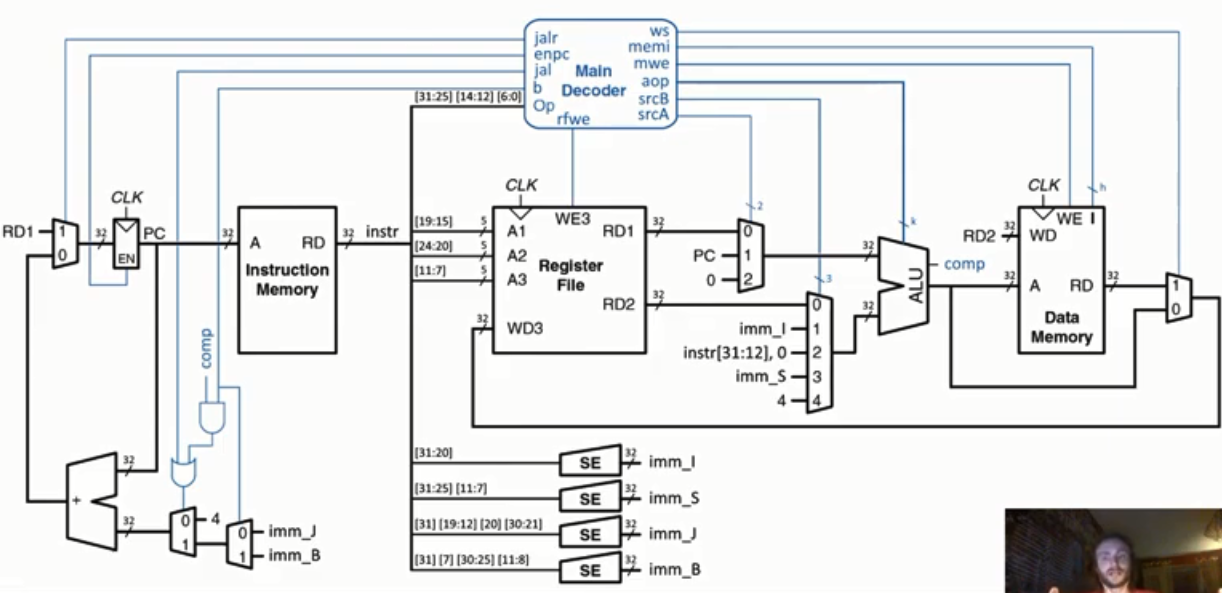 jalr
enpc
jal
b
Op
Main
Decoder
rfwe
ws
memi
mwe
aop
srcB
srcA
[31:25] [14:12] [6:0]
RD1
1
0
CLK
32
PC
EN
32
A
RD
Instruction
Memory
32
instr
[19:15]
5
[24:20]
5
[11:7]
5
CLK
WE3
A1
A2
A3
Register
File
RD1
RD2
32
WD3
32
32
2
0
PC
1
0
2
3
0
imm_I
1
instr[31:12], 0
2
imm_S
3
4
4
32
32
k
ALU
comp
CLK
h
WE I
RD2
32
WD
32
A
RD
32
Data
Memory
1
0
comp
32
+
32
0
4
1
0
imm_J
1
imm_B
[31:20]
SE
32
imm_I
[31:25] [11:7]
SE
32
imm_S
[31] [19:12] [20] [30:21]
SE
32
imm_J
[31] [7] [30:25] [11:8]
SE
32
imm_B